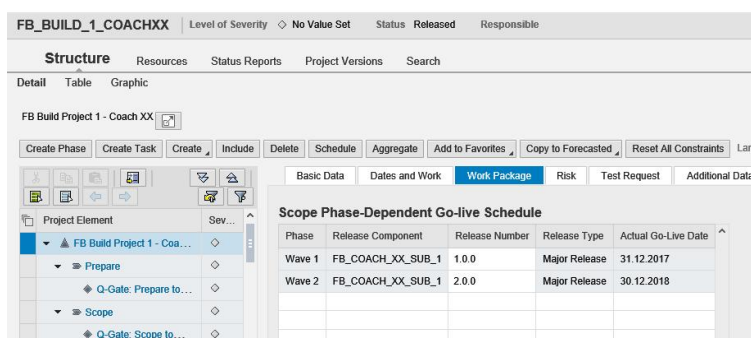 FB_BUILD_1_COACHXX Level of Severity No Value Set Status Released Responsible
Structure Resources Status Reports Project Versions Search
Detail Table Graphic
FB Build Project 1 - Coach XX
Create Phase Create Task Create Include Delete Schedule Aggregate Add to Favorites Copy to Forecasted Reset All Constraints Lan
Basic Data Dates and Work Work Package Risk Test Request Additional Data
Scope Phase-Dependent Go-live Schedule
Project Element Sev...
Phase Release Component Release Number Release Type Actual Go-Live Date
FB Build Project 1 - Coa...
Wave 1 FB_COACH_XX_SUB_1 1.0.0 Major Release 31.12.2017
Prepare
Wave 2 FB_COACH_XX_SUB_1 2.0.0 Major Release 30.12.2018
Q-Gate: Prepare to...
Scope
Q-Gate: Scope to...